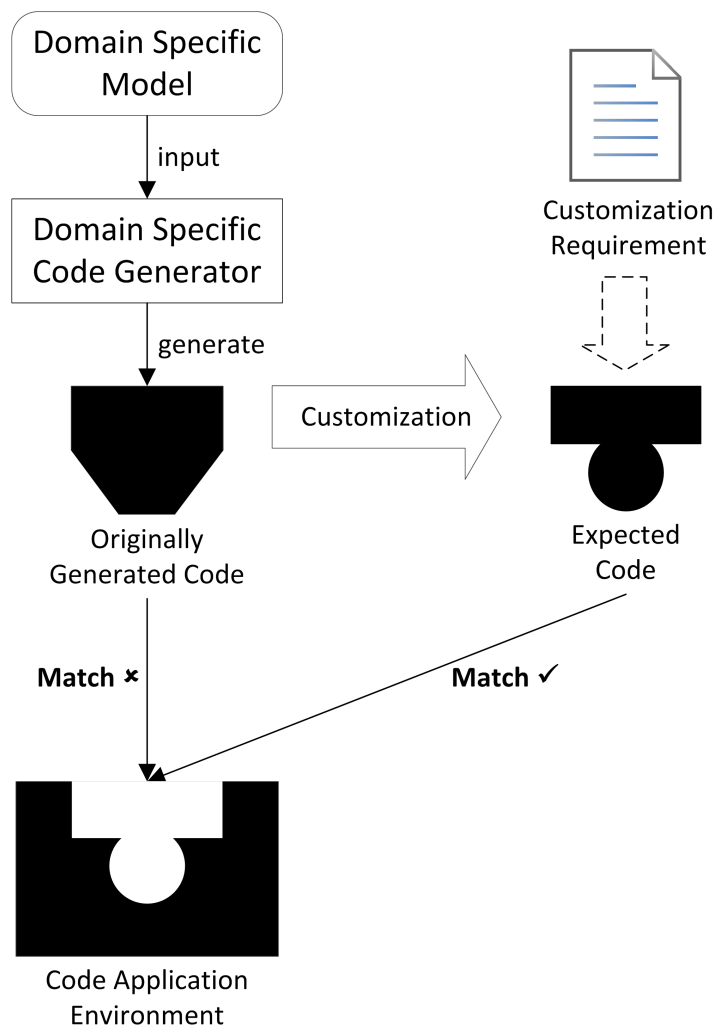 Domain Specific
Model
input
Domain Specific
Code Generator
generate
Customization
Requirement
Customization
Originally
Generated Code
Expected
Code
Match ✘
Match ✓
Code Application
Environment